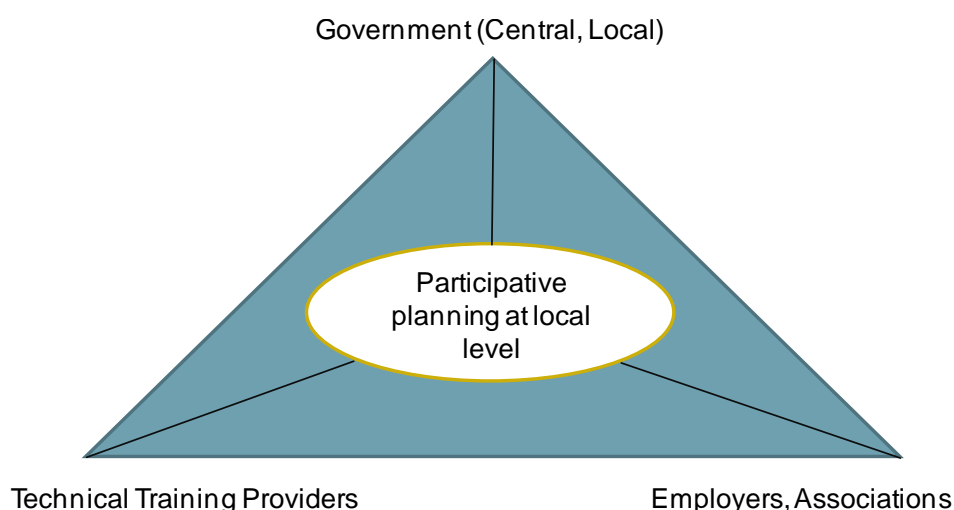 Government (Central, Local)
Participative
planning at local
level
Technical Training Providers
Employers, Associations